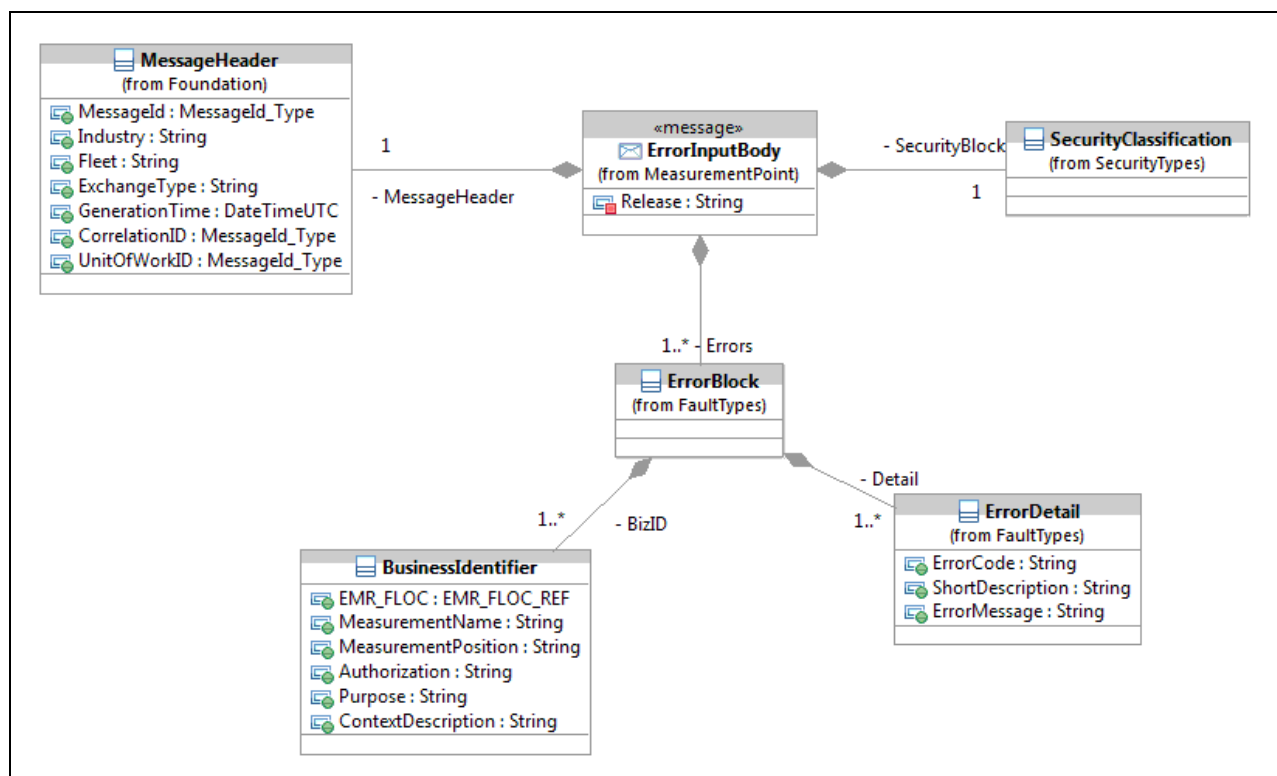 MessageHeader
(from Foundation)
MessageId : MessageId_Type
Industry : String
Fleet : String
ExchangeType : String
GenerationTime : DateTimeUTC
CorrelationID : MessageId_Type
UnitOfWorkID : MessageId_Type
1
- MessageHeader
«message»
ErrorInputBody
(from MeasurementPoint)
Release : String
- SecurityBlock
1
SecurityClassification
(from SecurityTypes)
1..* - Errors
ErrorBlock
(from FaultTypes)
1..*
- BizID
- Detail
1..*
BusinessIdentifier
EMR_FLOC : EMR_FLOC_REF
MeasurementName : String
MeasurementPosition : String
Authorization : String
Purpose : String
ContextDescription : String
ErrorDetail
(from FaultTypes)
ErrorCode : String
ShortDescription : String
ErrorMessage : String